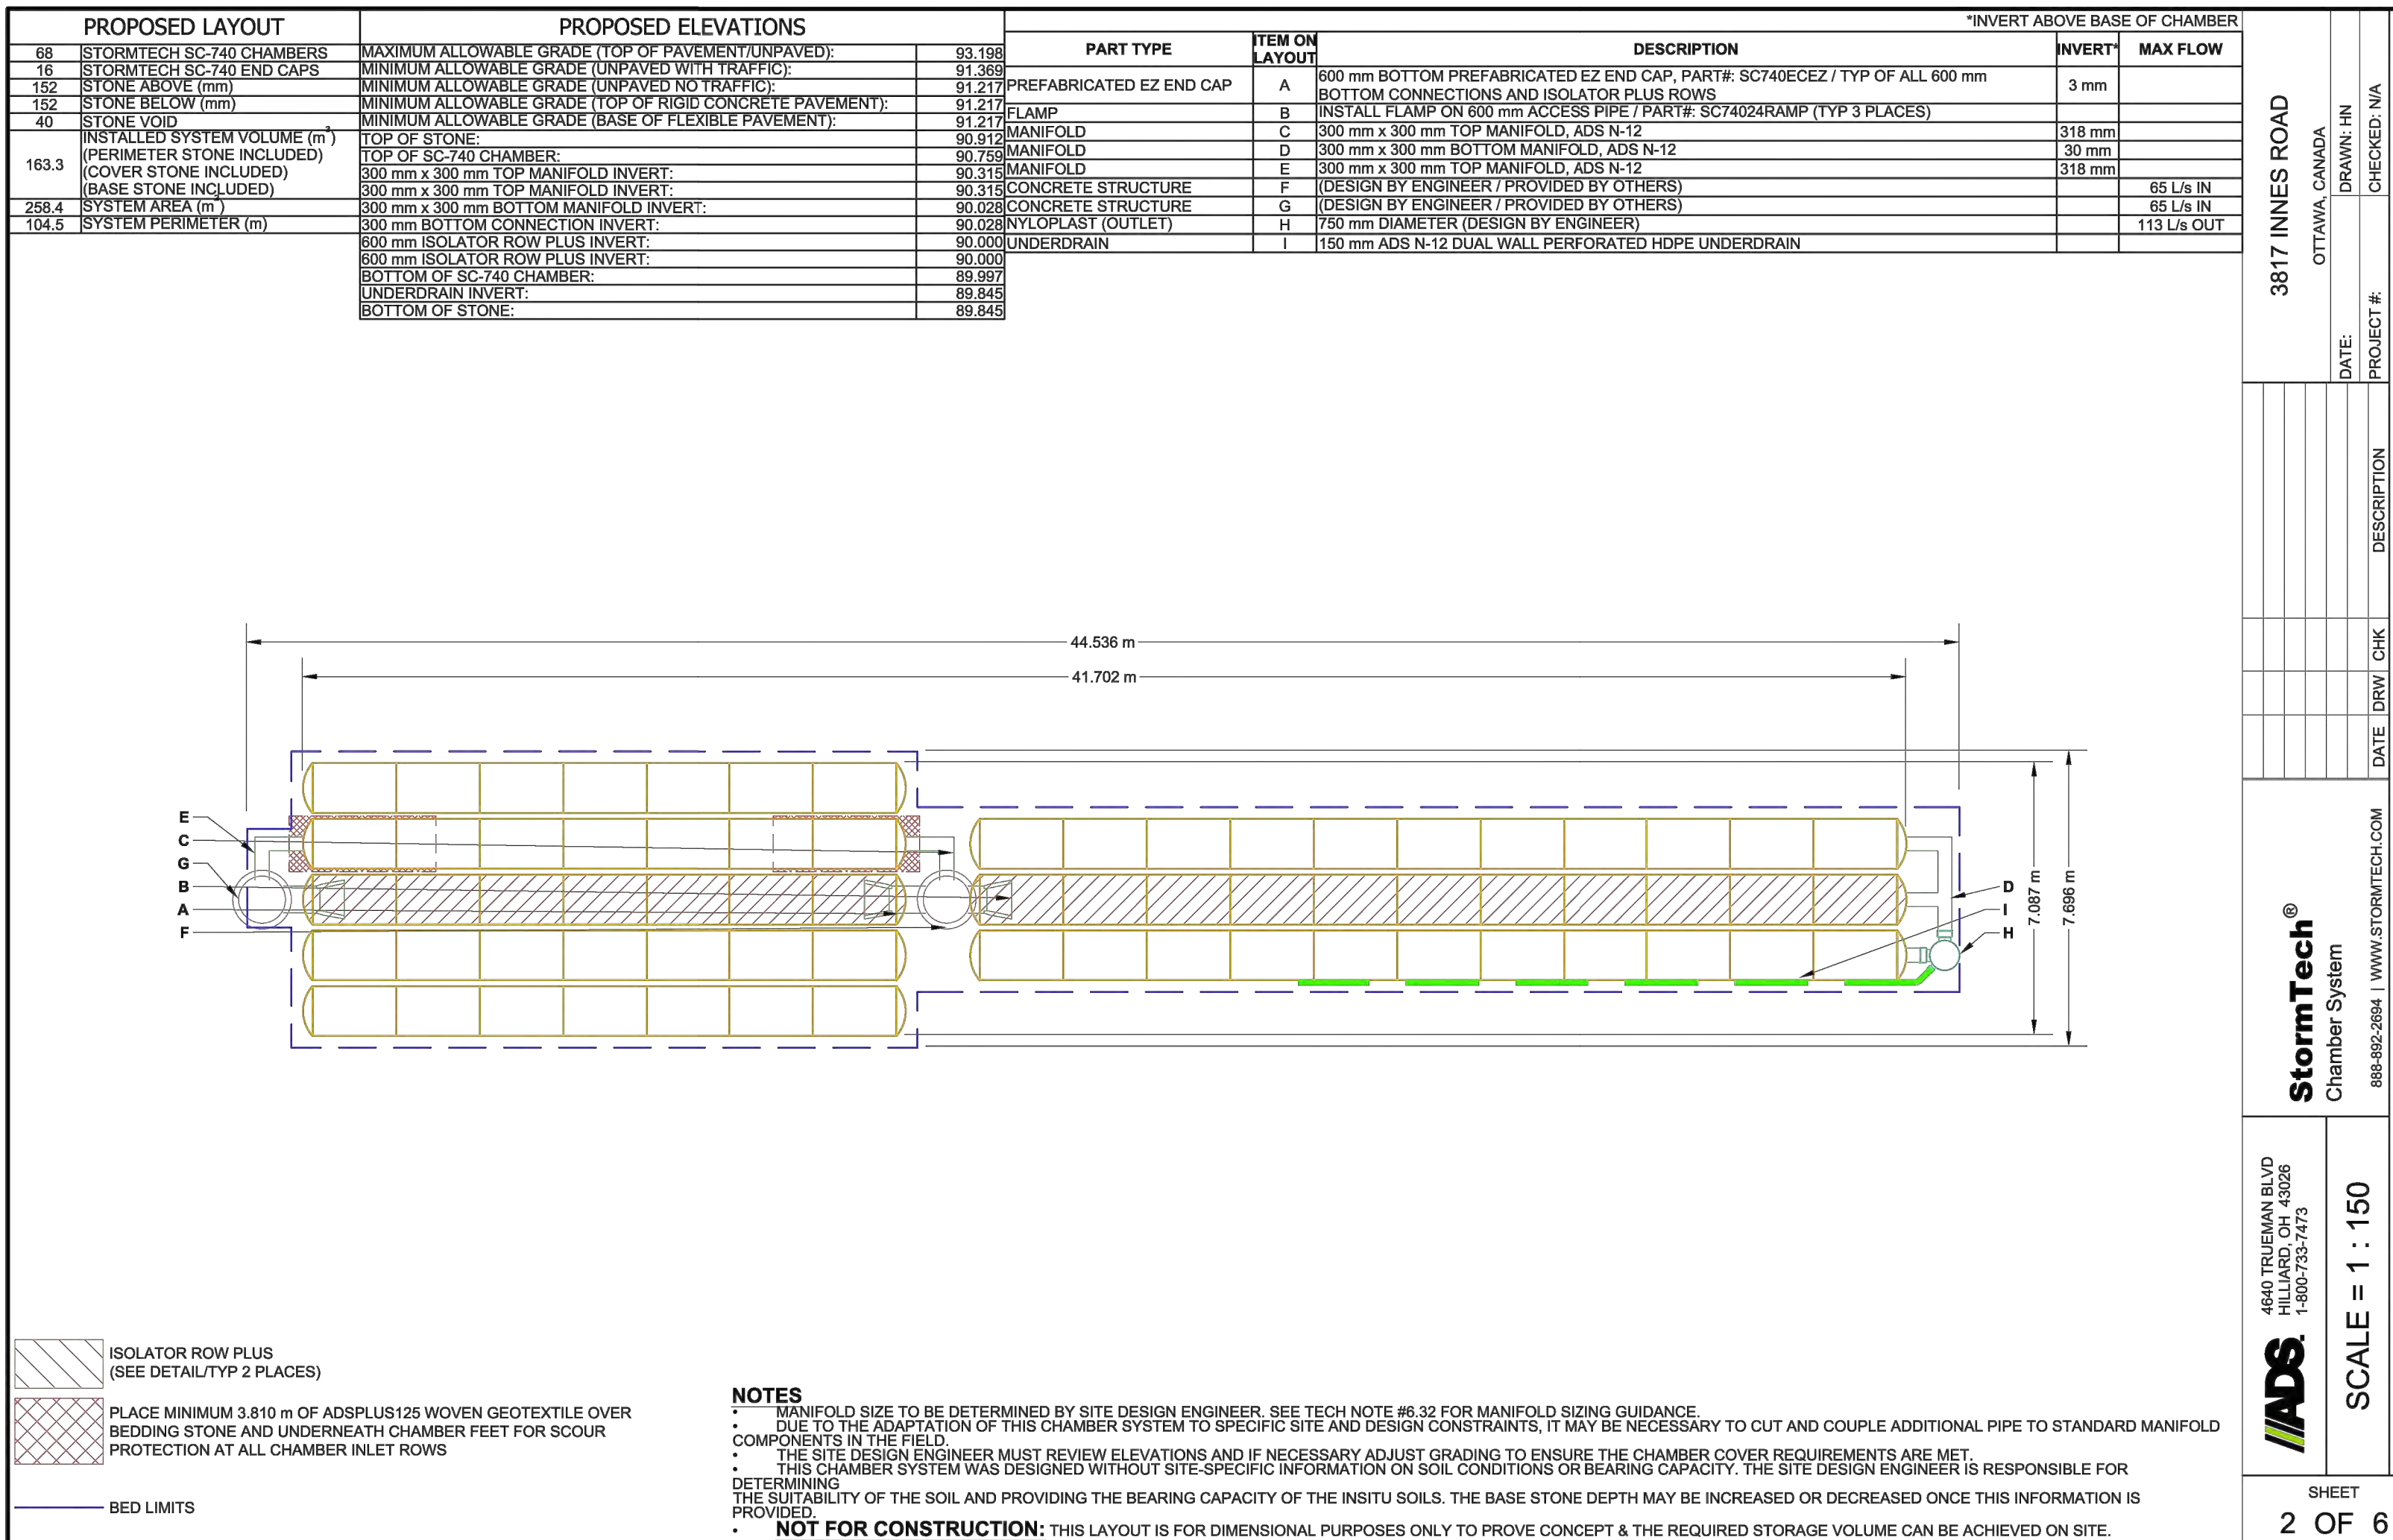 PROPOSED LAYOUT
68 STORMTECH SC-740 CHAMBERS
16 STORMTECH SC-740 END CAPS
152 STONE ABOVE (mm)
152 STONE BELOW (mm)
40 STONE VOID
163.3 INSTALLED SYSTEM VOLUME (m³)
(PERIMETER STONE INCLUDED)
(COVER STONE INCLUDED)
(BASE STONE INCLUDED)
258.4 SYSTEM AREA (m²)
104.5 SYSTEM PERIMETER (m)
PROPOSED ELEVATIONS
MAXIMUM ALLOWABLE GRADE (TOP OF PAVEMENT/UNPAVED): 93.198
MINIMUM ALLOWABLE GRADE (UNPAVED WITH TRAFFIC): 91.369
MINIMUM ALLOWABLE GRADE (UNPAVED NO TRAFFIC): 91.217
MINIMUM ALLOWABLE GRADE (TOP OF RIGID CONCRETE PAVEMENT): 91.217
MINIMUM ALLOWABLE GRADE (BASE OF FLEXIBLE PAVEMENT): 91.217
TOP OF STONE: 90.912
TOP OF SC-740 CHAMBER: 90.759
300 mm x 300 mm TOP MANIFOLD INVERT: 90.315
300 mm x 300 mm TOP MANIFOLD INVERT: 90.315
300 mm x 300 mm BOTTOM MANIFOLD INVERT: 90.028
300 mm BOTTOM CONNECTION INVERT: 90.028
600 mm ISOLATOR ROW PLUS INVERT: 90.000
600 mm ISOLATOR ROW PLUS INVERT: 90.000
BOTTOM OF SC-740 CHAMBER: 89.997
UNDERDRAIN INVERT: 89.845
BOTTOM OF STONE: 89.845
*INVERT ABOVE BASE OF CHAMBER
PART TYPE ITEM ON LAYOUT DESCRIPTION INVERT* MAX FLOW
PREFABRICATED EZ END CAP A 600 mm BOTTOM PREFABRICATED EZ END CAP, PART#: SC740ECEZ / TYP OF ALL 600 mm BOTTOM CONNECTIONS AND ISOLATOR PLUS ROWS 3 mm
FLAMP B INSTALL FLAMP ON 600 mm ACCESS PIPE / PART#: SC74024RAMP (TYP 3 PLACES)
MANIFOLD C 300 mm x 300 mm TOP MANIFOLD, ADS N-12 318 mm
MANIFOLD D 300 mm x 300 mm BOTTOM MANIFOLD, ADS N-12 30 mm
MANIFOLD E 300 mm x 300 mm TOP MANIFOLD, ADS N-12 318 mm
CONCRETE STRUCTURE F (DESIGN BY ENGINEER / PROVIDED BY OTHERS) 65 L/s IN
CONCRETE STRUCTURE G (DESIGN BY ENGINEER / PROVIDED BY OTHERS) 65 L/s IN
NYLOPLAST (OUTLET) H 750 mm DIAMETER (DESIGN BY ENGINEER) 113 L/s OUT
UNDERDRAIN I 150 mm ADS N-12 DUAL WALL PERFORATED HDPE UNDERDRAIN
44.536 m
41.702 m
E
C
G
B
A
F
D
I
H
7.087 m
7.696 m
ISOLATOR ROW PLUS
(SEE DETAIL/TYP 2 PLACES)
PLACE MINIMUM 3.810 m OF ADSPLUS125 WOVEN GEOTEXTILE OVER
BEDDING STONE AND UNDERNEATH CHAMBER FEET FOR SCOUR
PROTECTION AT ALL CHAMBER INLET ROWS
BED LIMITS
NOTES
• MANIFOLD SIZE TO BE DETERMINED BY SITE DESIGN ENGINEER. SEE TECH NOTE #6.32 FOR MANIFOLD SIZING GUIDANCE.
• DUE TO THE ADAPTATION OF THIS CHAMBER SYSTEM TO SPECIFIC SITE AND DESIGN CONSTRAINTS, IT MAY BE NECESSARY TO CUT AND COUPLE ADDITIONAL PIPE TO STANDARD MANIFOLD
COMPONENTS IN THE FIELD.
• THE SITE DESIGN ENGINEER MUST REVIEW ELEVATIONS AND IF NECESSARY ADJUST GRADING TO ENSURE THE CHAMBER COVER REQUIREMENTS ARE MET.
• THIS CHAMBER SYSTEM WAS DESIGNED WITHOUT SITE-SPECIFIC INFORMATION ON SOIL CONDITIONS OR BEARING CAPACITY. THE SITE DESIGN ENGINEER IS RESPONSIBLE FOR
DETERMINING
THE SUITABILITY OF THE SOIL AND PROVIDING THE BEARING CAPACITY OF THE INSITU SOILS. THE BASE STONE DEPTH MAY BE INCREASED OR DECREASED ONCE THIS INFORMATION IS
PROVIDED.
• NOT FOR CONSTRUCTION: THIS LAYOUT IS FOR DIMENSIONAL PURPOSES ONLY TO PROVE CONCEPT & THE REQUIRED STORAGE VOLUME CAN BE ACHIEVED ON SITE.
3817 INNES ROAD
OTTAWA, CANADA
DATE: DRAWN: HN
PROJECT #: CHECKED: N/A
DATE DRW CHK DESCRIPTION
StormTech®
Chamber System
888-892-2694 | WWW.STORMTECH.COM
ADS.
4640 TRUEMAN BLVD
HILLIARD, OH 43026
1-800-733-7473
SCALE = 1 : 150
SHEET
2 OF 6